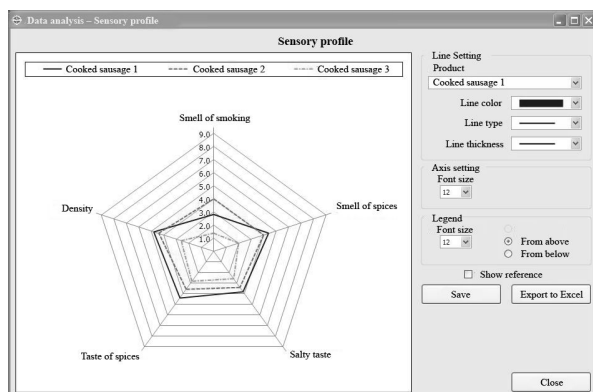 Data analysis – Sensory profile
Sensory profile
Cooked sausage 1
Cooked sausage 2
Cooked sausage 3
Smell of smoking
9.0
8.0
7.0
6.0
5.0
4.0
3.0
2.0
1.0
Density
Smell of spices
Taste of spices
Salty taste
Line Setting
Product
Cooked sausage 1
Line color
Line type
Line thickness
Axis setting
Font size
12
Legend
Font size
12
From above
From below
Show reference
Save
Export to Excel
Close